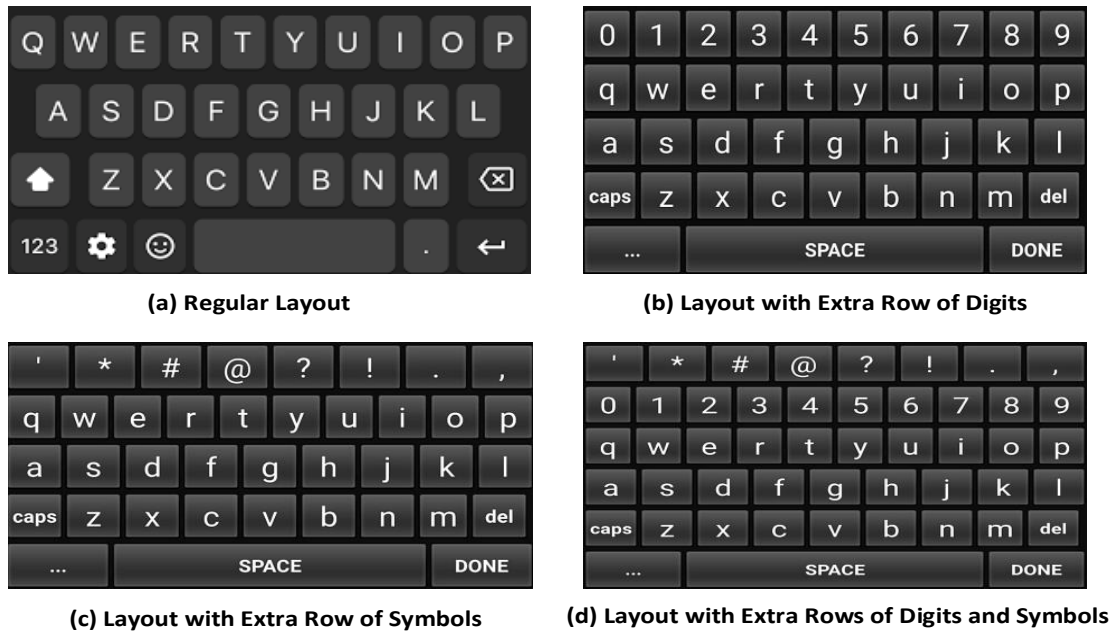 Q W E R T Y U I O P
A S D F G H J K L
Z X C V B N M
123 .
(a) Regular Layout
0 1 2 3 4 5 6 7 8 9
q w e r t y u i o p
a s d f g h j k l
caps z x c v b n m del
... SPACE DONE
(b) Layout with Extra Row of Digits
' * # @ ? ! . ,
q w e r t y u i o p
a s d f g h j k l
caps z x c v b n m del
... SPACE DONE
(c) Layout with Extra Row of Symbols
' * # @ ? ! . ,
0 1 2 3 4 5 6 7 8 9
q w e r t y u i o p
a s d f g h j k l
caps z x c v b n m del
... SPACE DONE
(d) Layout with Extra Rows of Digits and Symbols